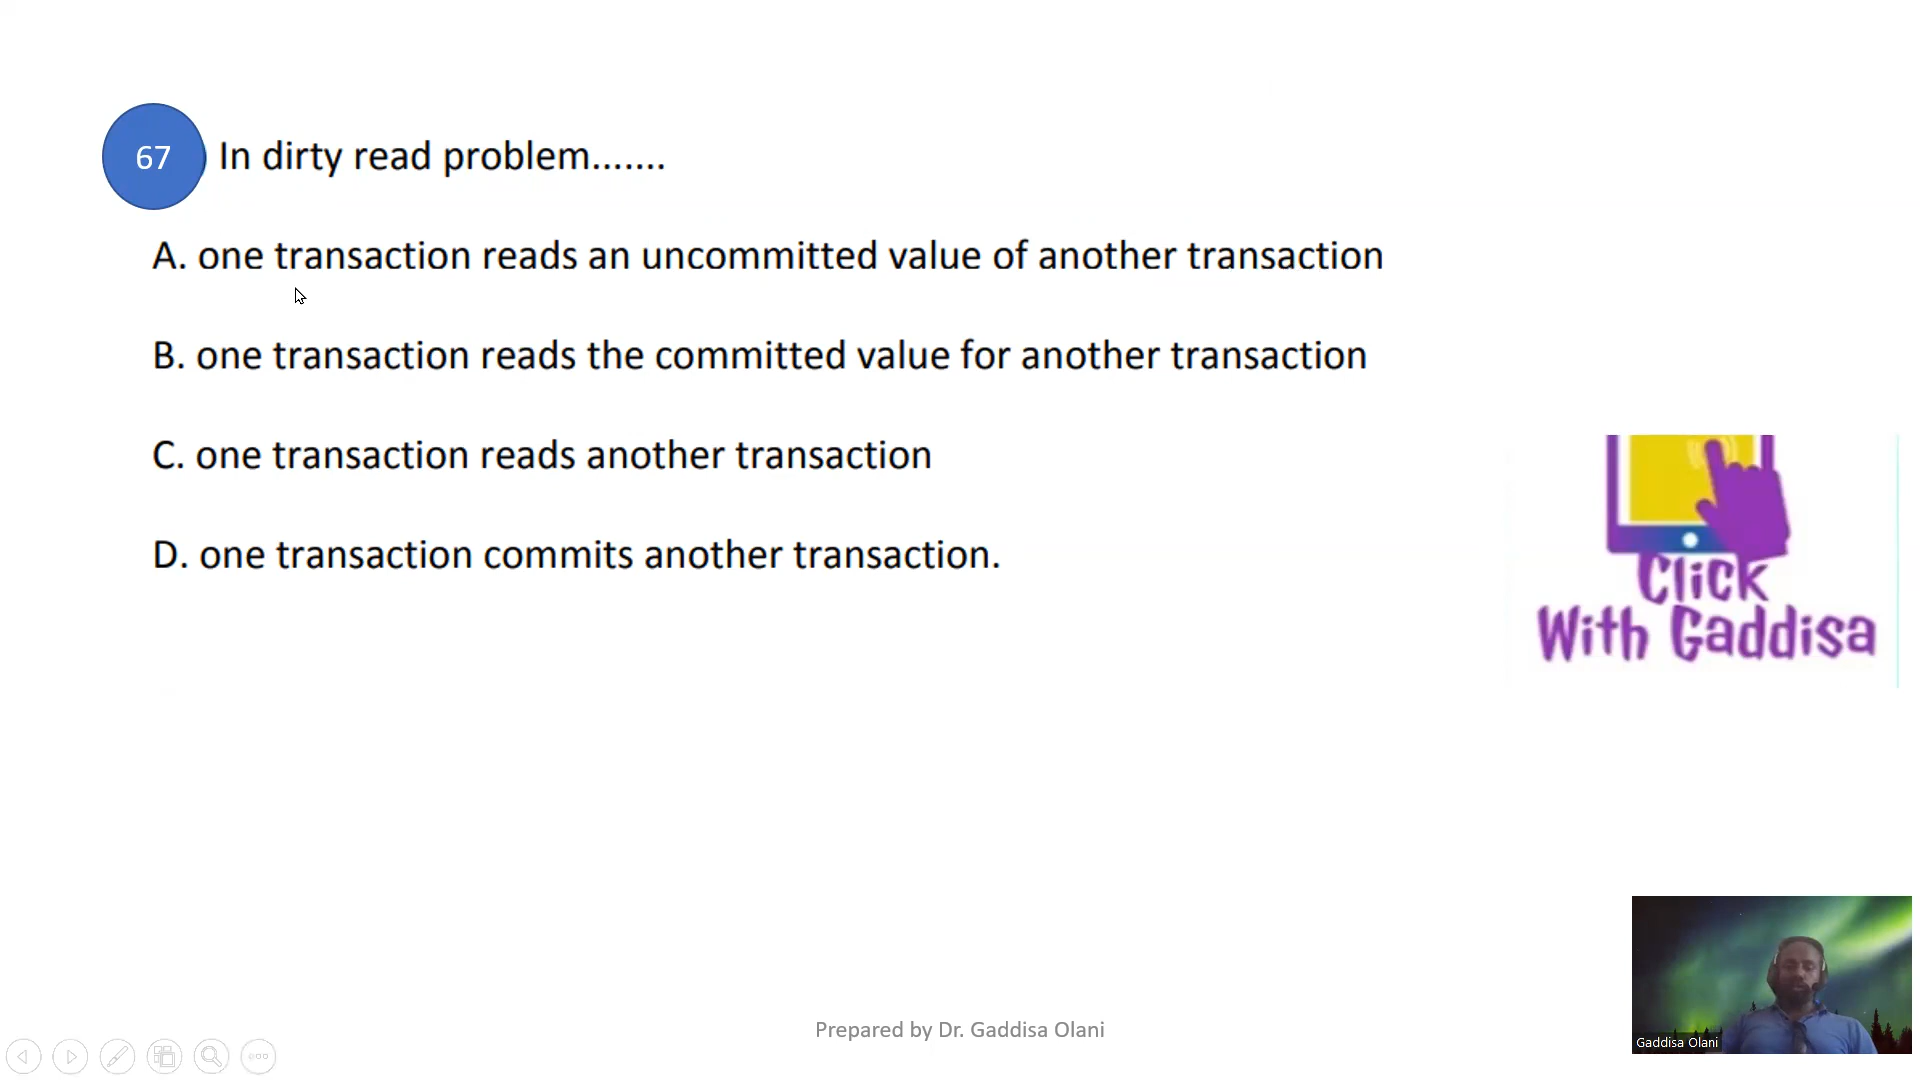 67 In dirty read problem.......
A. one transaction reads an uncommitted value of another transaction
B. one transaction reads the committed value for another transaction
C. one transaction reads another transaction
D. one transaction commits another transaction.
Click
With Gaddisa
Prepared by Dr. Gaddisa Olani
Gaddisa Olani